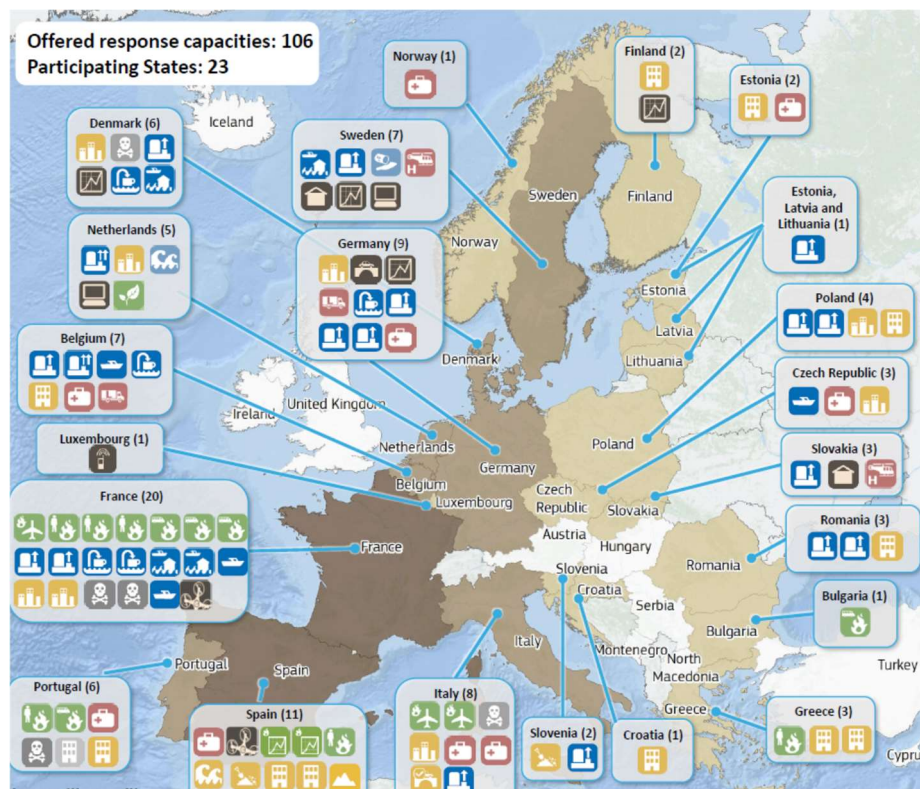 Offered response capacities: 106
Participating States: 23
Norway (1)
Finland (2)
Estonia (2)
Iceland
Denmark (6)
Sweden (7)
H
Sweden
Finland
Estonia,
Latvia and
Lithuania (1)
Netherlands (5)
Germany (9)
Norway
Estonia
Latvia
Lithuania
Poland (4)
Belgium (7)
Denmark
Czech Republic (3)
Ireland
United Kingdom
Luxembourg (1)
Netherlands
Germany
Poland
Slovakia (3)
H
Belgium
Luxembourg
Czech
Republic
Slovakia
France (20)
France
Austria
Hungary
Romania (3)
Slovenia
Croatia
Romania
Serbia
Bulgaria (1)
Italy
Montenegro
North
Macedonia
Bulgaria
Turkey
Portugal
Spain
Portugal (6)
Spain (11)
Italy (8)
Slovenia (2)
Croatia (1)
Greece
Greece (3)
Cypru